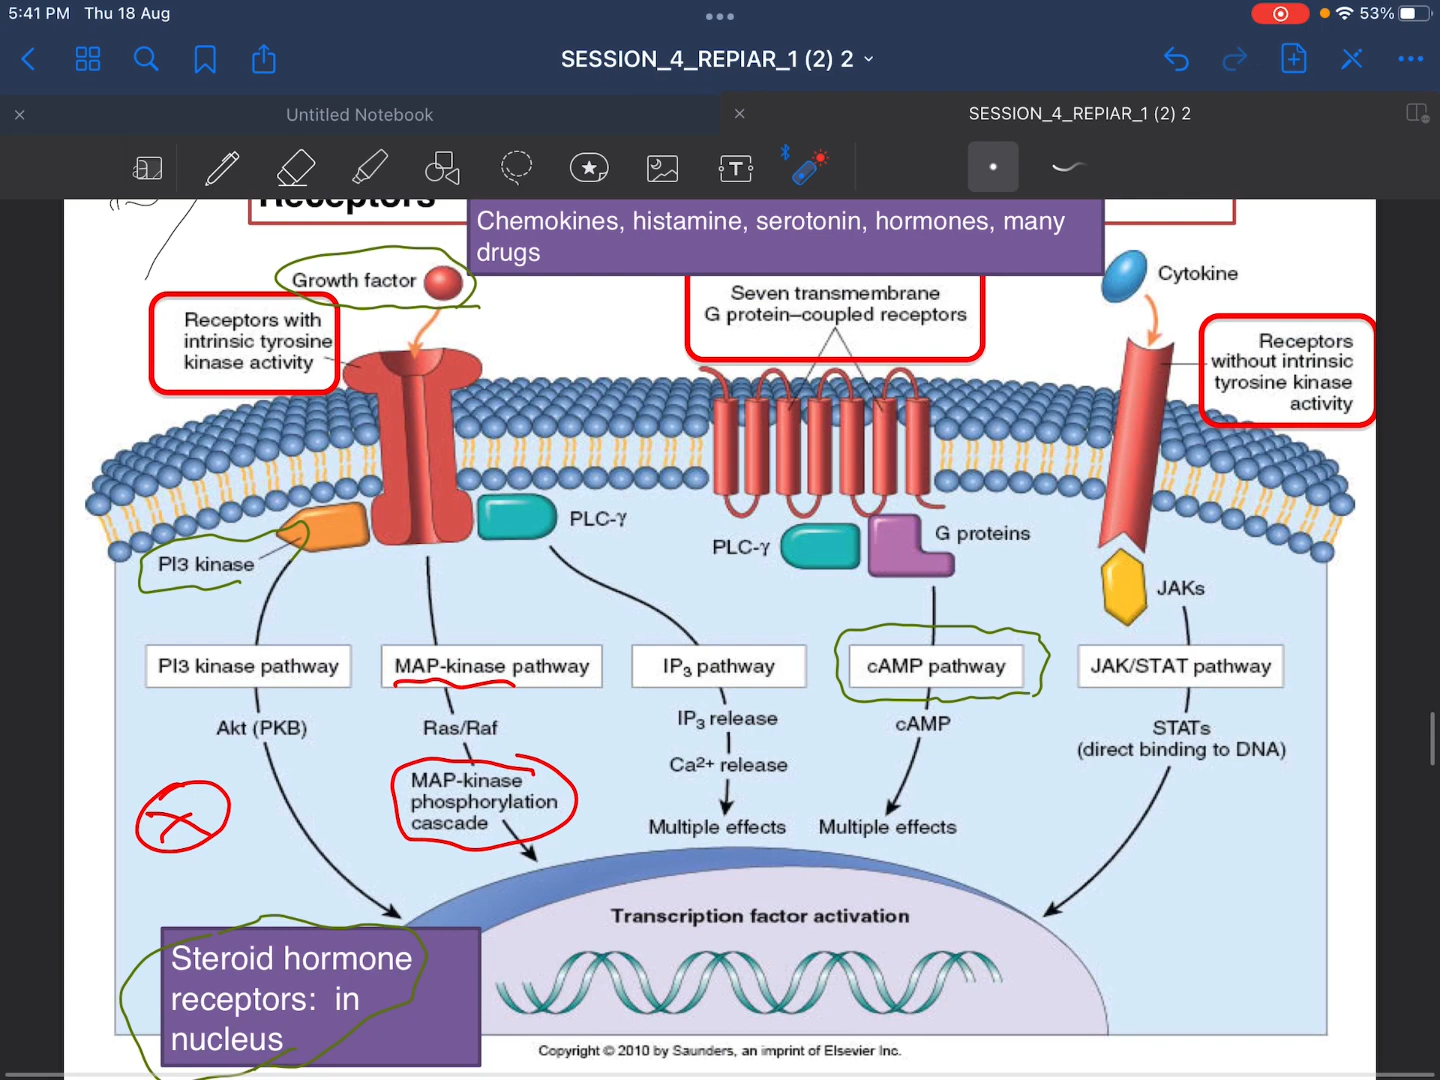 5:41 PM Thu 18 Aug
53%
SESSION_4_REPIAR_1 (2) 2
Untitled Notebook
SESSION_4_REPIAR_1 (2) 2
T
Receptors
Chemokines, histamine, serotonin, hormones, many
drugs
Growth factor
Cytokine
Receptors with
intrinsic tyrosine
kinase activity
Seven transmembrane
G protein–coupled receptors
Receptors
without intrinsic
tyrosine kinase
activity
PI3 kinase
PLC-γ
PLC-γ
G proteins
JAKs
PI3 kinase pathway
MAP-kinase pathway
IP₃ pathway
cAMP pathway
JAK/STAT pathway
Akt (PKB)
Ras/Raf
MAP-kinase
phosphorylation
cascade
IP₃ release
Ca²⁺ release
Multiple effects
cAMP
Multiple effects
STATs
(direct binding to DNA)
Transcription factor activation
Steroid hormone
receptors: in
nucleus
Copyright © 2010 by Saunders, an imprint of Elsevier Inc.